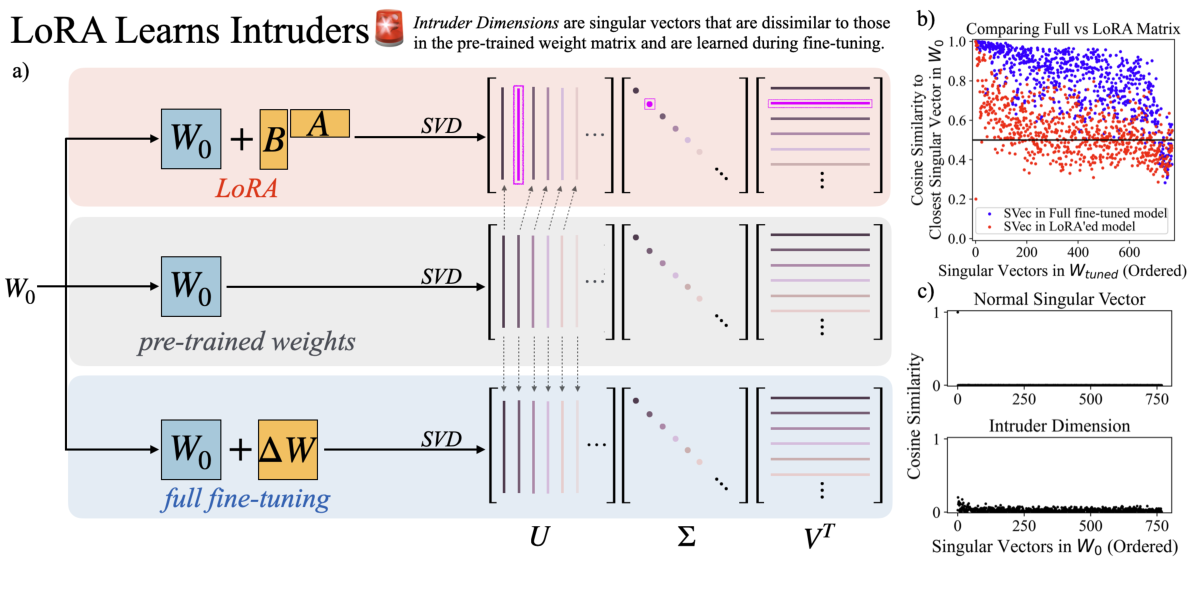 LoRA Learns Intruders🚨
Intruder Dimensions are singular vectors that are dissimilar to those
in the pre-trained weight matrix and are learned during fine-tuning.
a)
W₀
W₀ + B A
SVD
...
LoRA
W₀
SVD
...
pre-trained weights
W₀ + ΔW
SVD
...
full fine-tuning
U
Σ
Vᵀ
b)
Comparing Full vs LoRA Matrix
Cosine Similarity to
Closest Singular Vector in W₀
1.0
0.8
0.6
0.4
0.2
0.0
SVec in Full fine-tuned model
SVec in LoRA'ed model
0 200 400 600
Singular Vectors in Wₜᵤₙₑd (Ordered)
c)
Normal Singular Vector
Cosine Similarity
1
0
0 250 500 750
Intruder Dimension
1
0
0 250 500 750
Singular Vectors in W₀ (Ordered)